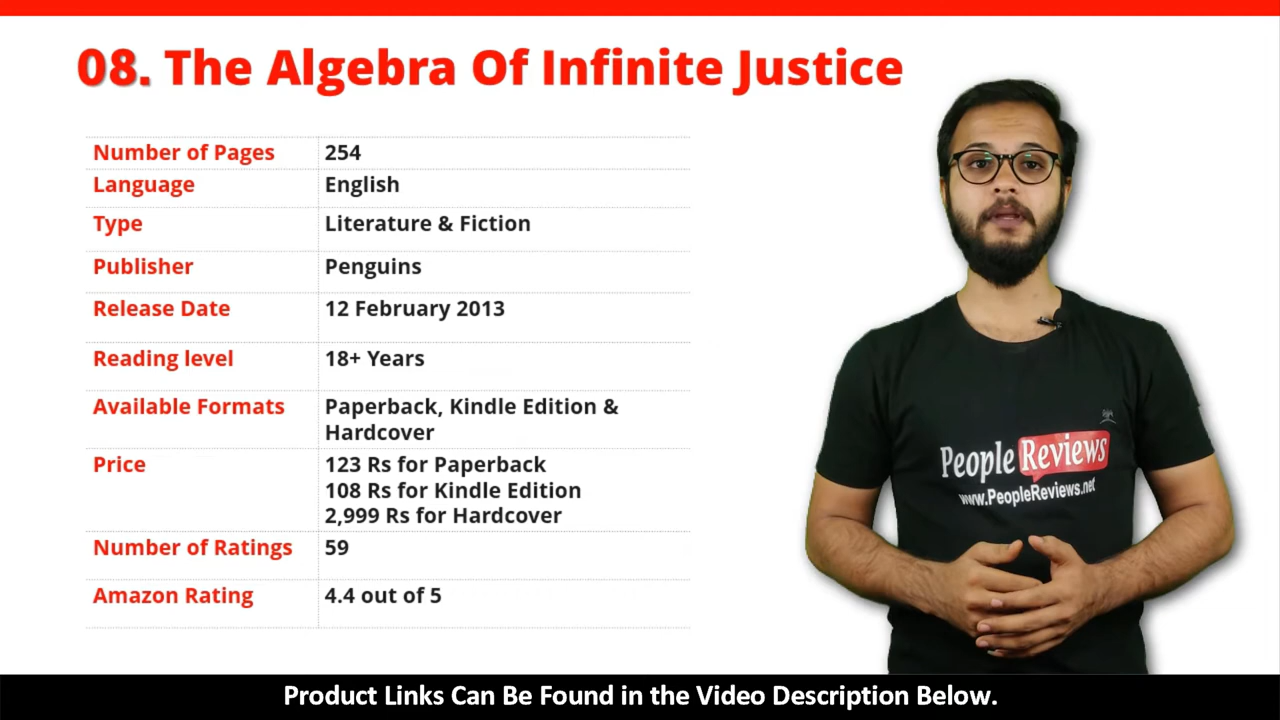 08. The Algebra Of Infinite Justice
Number of Pages 254
Language English
Type Literature & Fiction
Publisher Penguins
Release Date 12 February 2013
Reading level 18+ Years
Available Formats Paperback, Kindle Edition &
Hardcover
Price 123 Rs for Paperback
108 Rs for Kindle Edition
2,999 Rs for Hardcover
Number of Ratings 59
Amazon Rating 4.4 out of 5
People Reviews
www.PeopleReviews.net
Product Links Can Be Found in the Video Description Below.